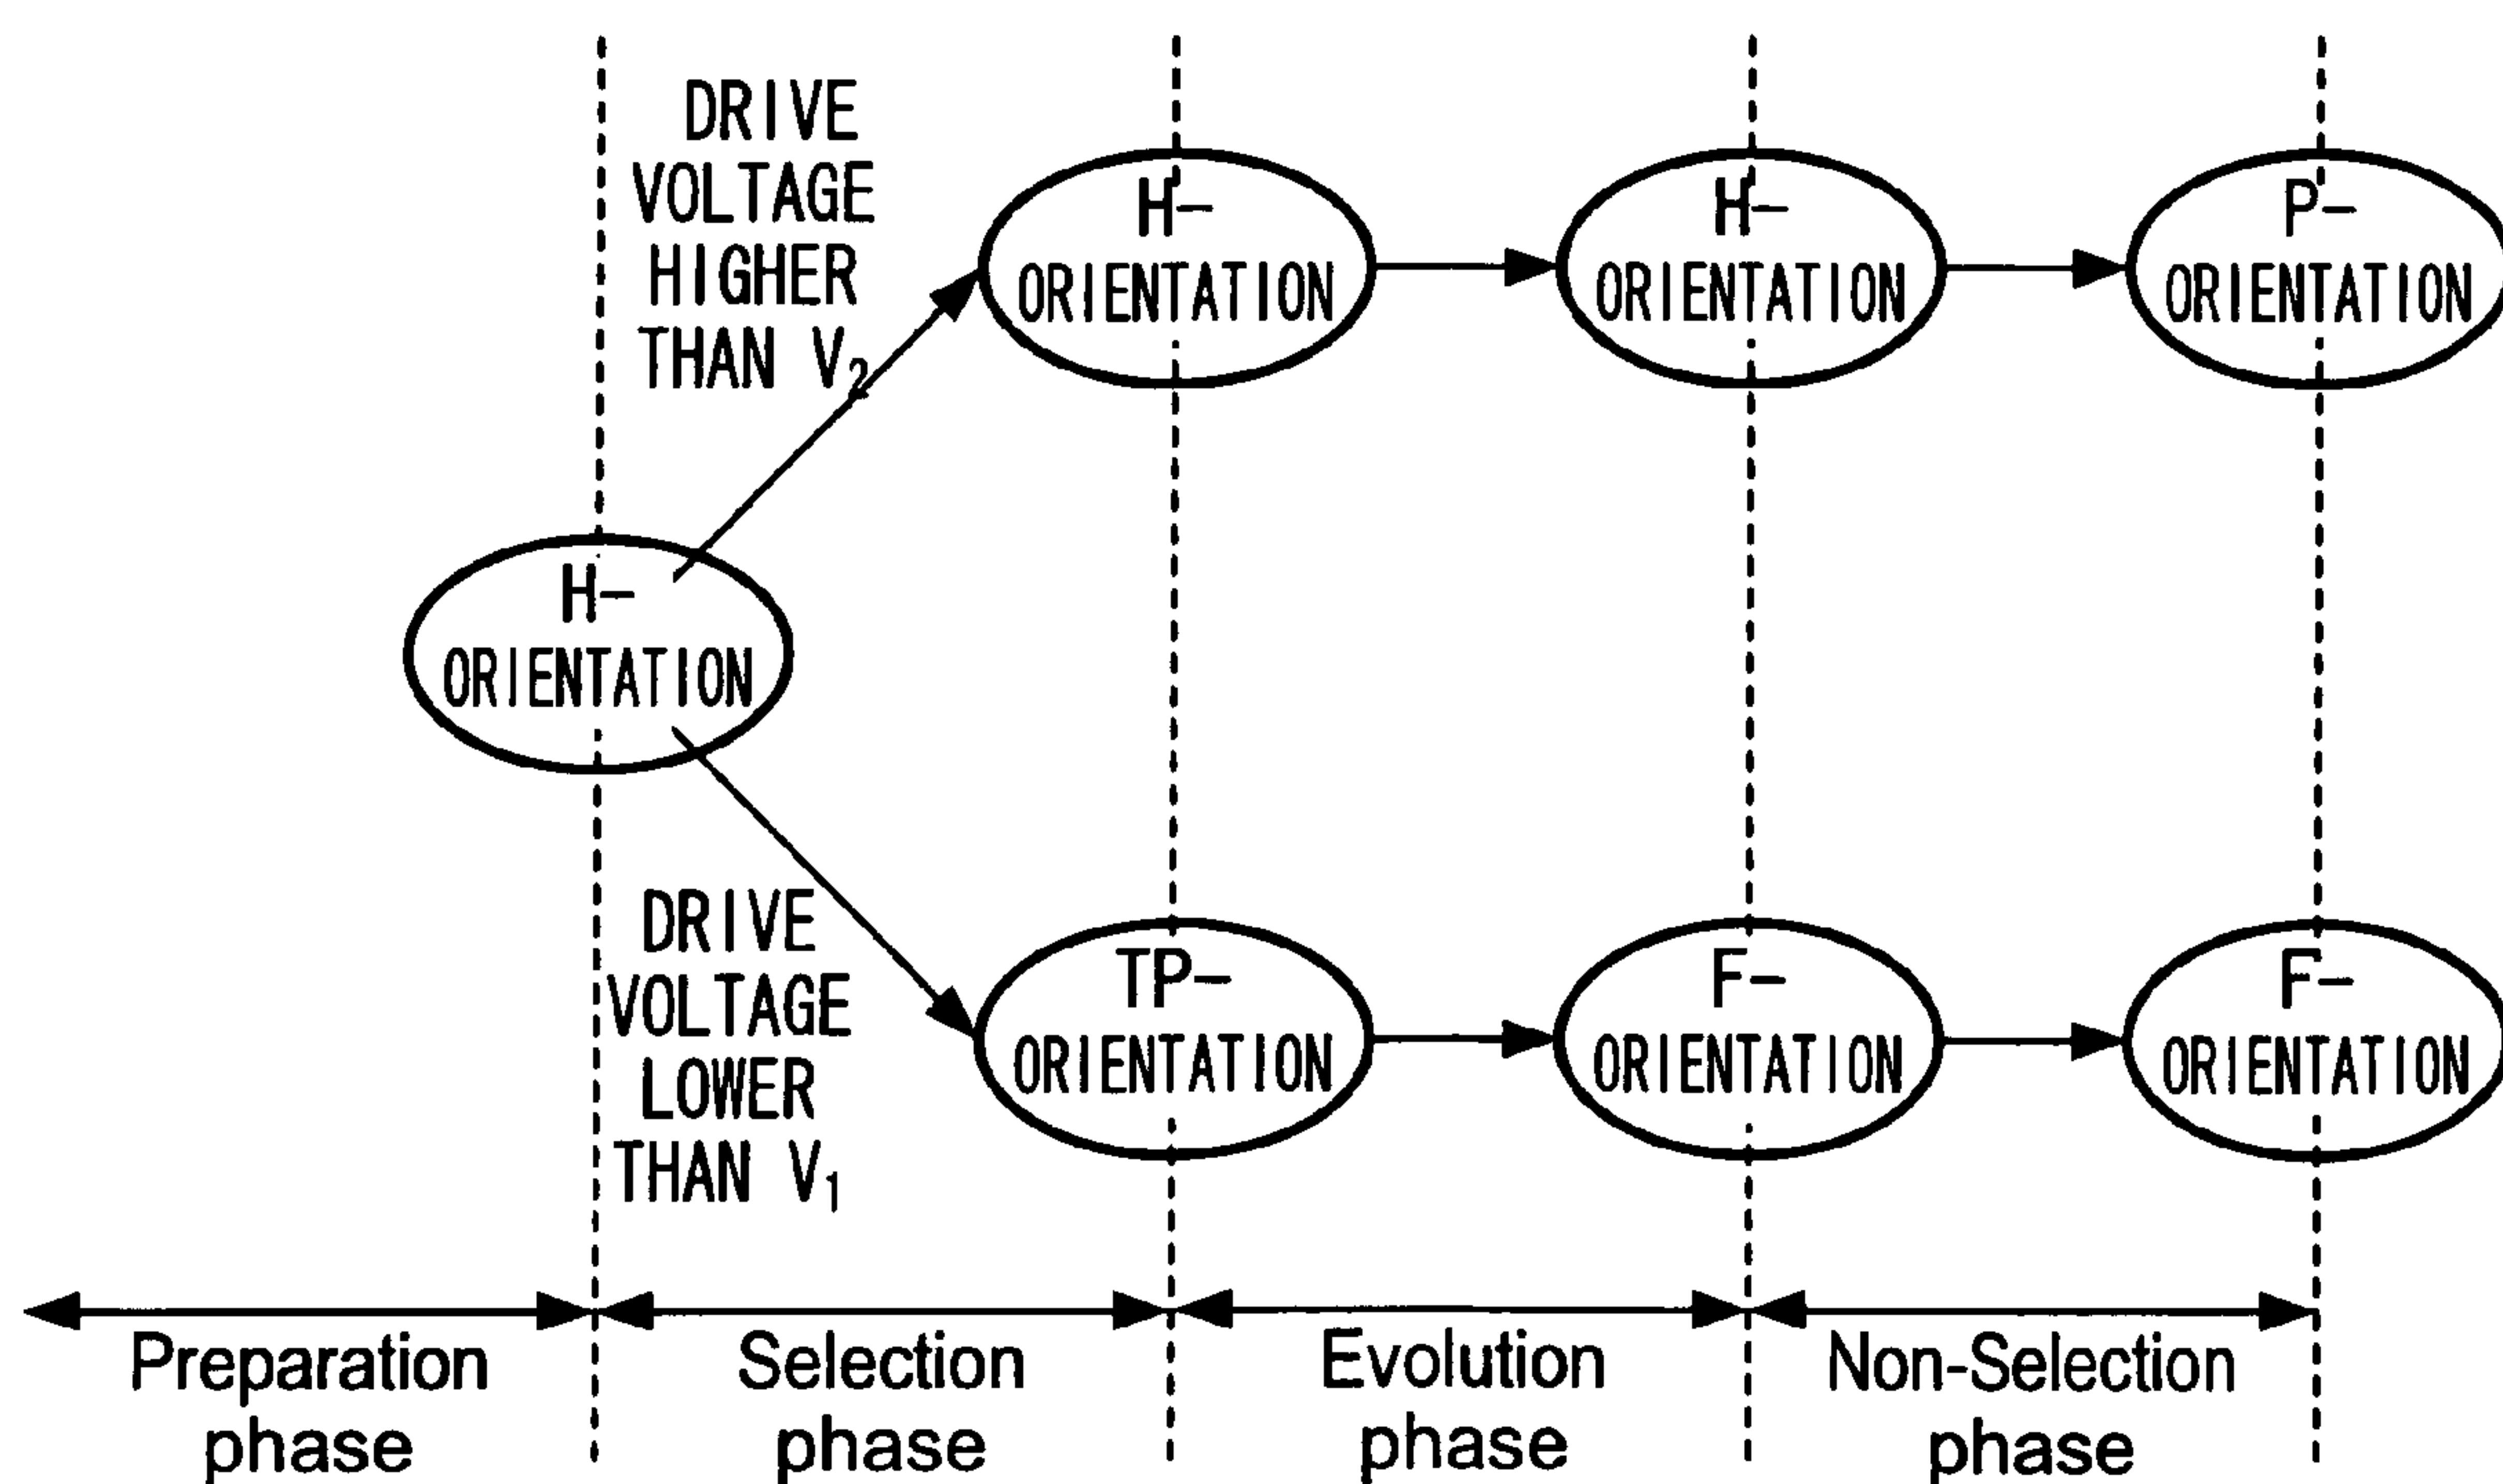 DRIVE
VOLTAGE
HIGHER
THAN V₂
H-
ORIENTATION
H-
ORIENTATION
P-
ORIENTATION
H-
ORIENTATION
DRIVE
VOLTAGE
LOWER
THAN V₁
TP-
ORIENTATION
F-
ORIENTATION
F-
ORIENTATION
Preparation
phase
Selection
phase
Evolution
phase
Non-Selection
phase